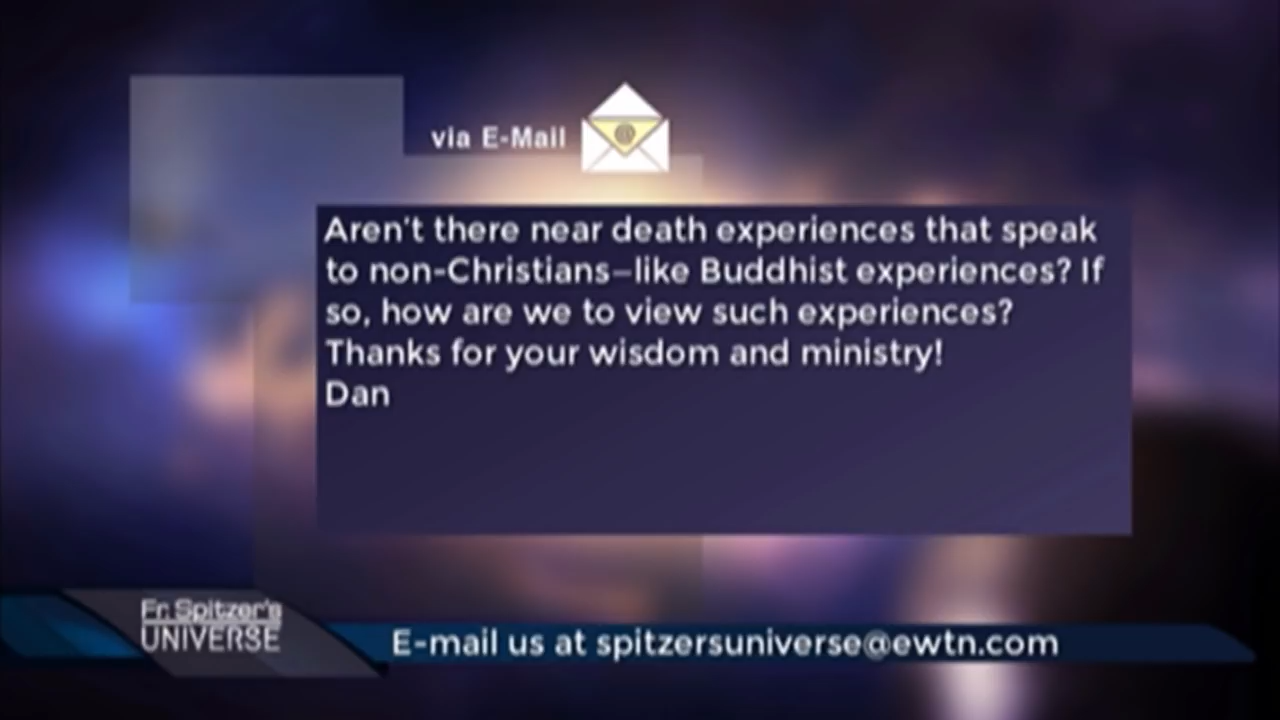 via E-Mail
@
Aren't there near death experiences that speak
to non-Christians–like Buddhist experiences? If
so, how are we to view such experiences?
Thanks for your wisdom and ministry!
Dan
Fr. Spitzer's
UNIVERSE
E-mail us at spitzersuniverse@ewtn.com